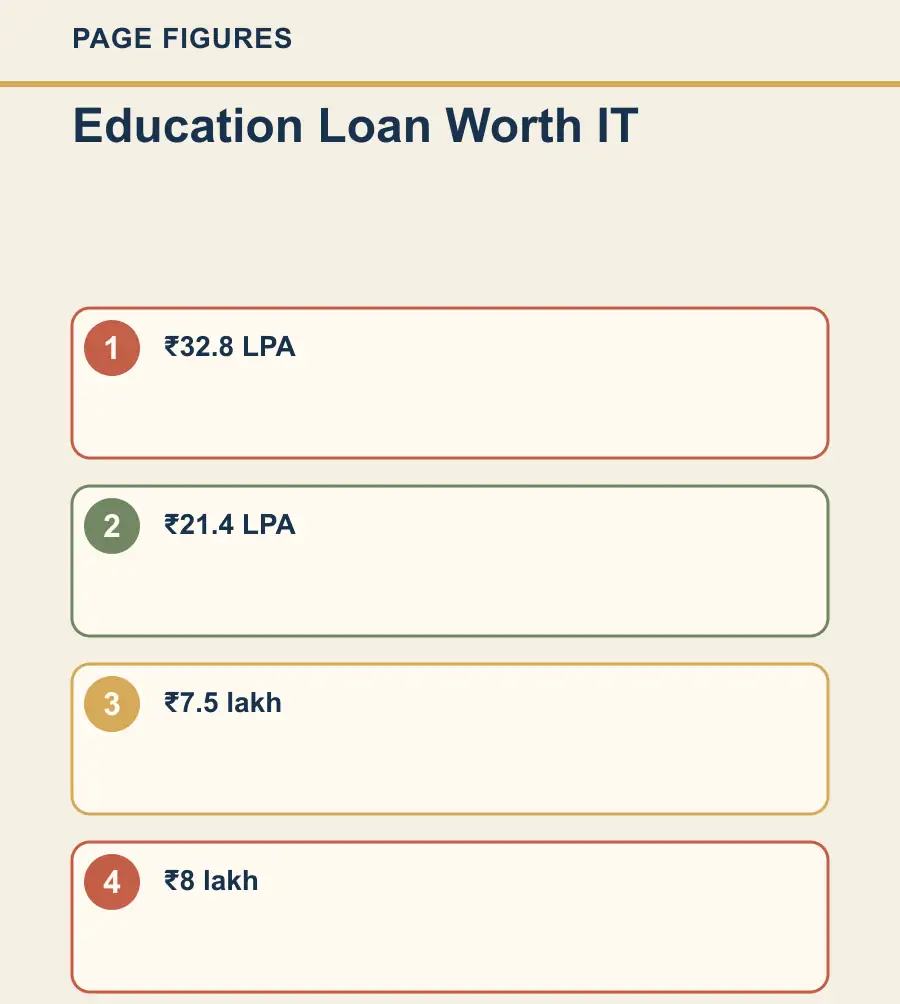 PAGE FIGURES
Education Loan Worth IT
1
₹32.8 LPA
2
₹21.4 LPA
3
₹7.5 lakh
4
₹8 lakh